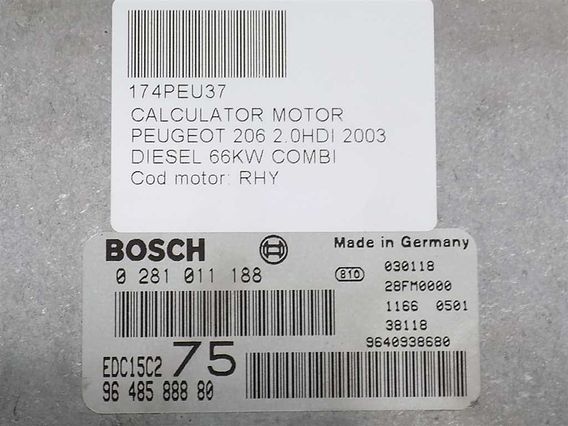 174PEU37
CALCULATOR MOTOR
PEUGEOT 206 2.0HDI 2003
DIESEL 66KW COMBI
Cod motor: RHY
BOSCH
Made in Germany
0 281 011 188
810
030118
28FM0000
1166 0501
38118
9640938680
EDC15C2 75
96 485 888 80